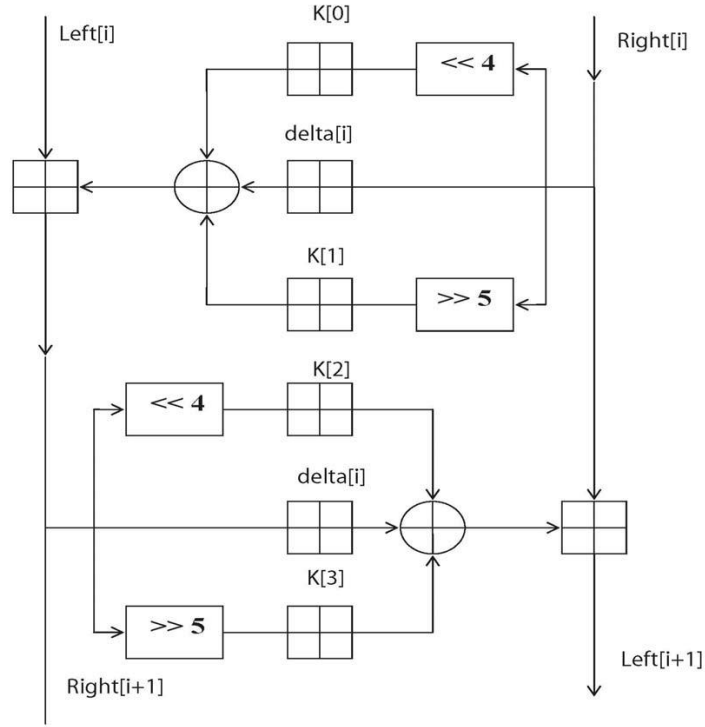 K[0]
Left[i]
Right[i]
<< 4
delta[i]
K[1]
>> 5
K[2]
<< 4
delta[i]
K[3]
>> 5
Left[i+1]
Right[i+1]